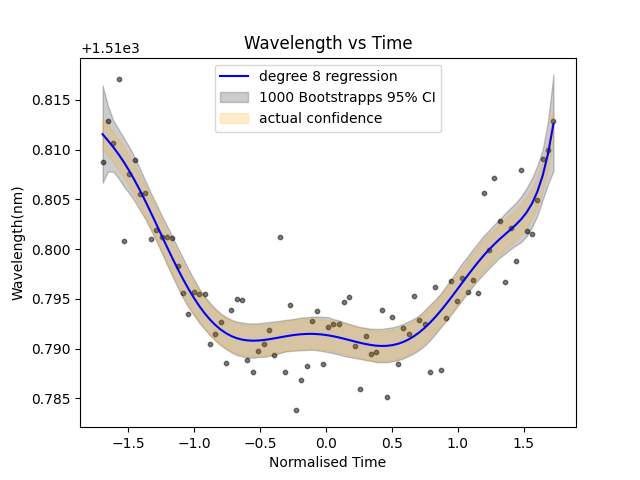 Wavelength vs Time
+1.51e3
degree 8 regression
1000 Bootstrapps 95% CI
actual confidence
0.815
0.810
0.805
0.800
0.795
0.790
0.785
Wavelength(nm)
−1.5 −1.0 −0.5 0.0 0.5 1.0 1.5
Normalised Time